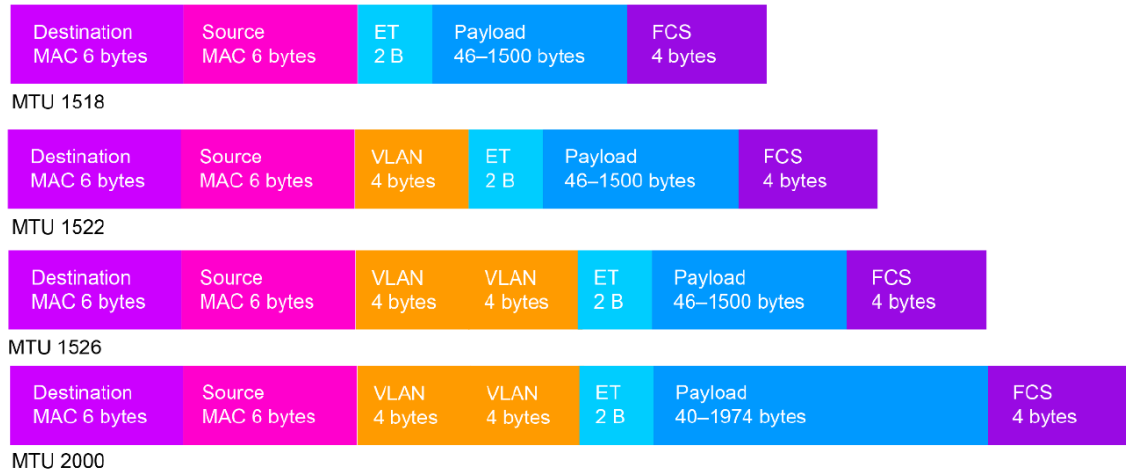 Destination Source ET Payload FCS
MAC 6 bytes MAC 6 bytes 2 B 46–1500 bytes 4 bytes
MTU 1518
Destination Source VLAN ET Payload FCS
MAC 6 bytes MAC 6 bytes 4 bytes 2 B 46–1500 bytes 4 bytes
MTU 1522
Destination Source VLAN VLAN ET Payload FCS
MAC 6 bytes MAC 6 bytes 4 bytes 4 bytes 2 B 46–1500 bytes 4 bytes
MTU 1526
Destination Source VLAN VLAN ET Payload FCS
MAC 6 bytes MAC 6 bytes 4 bytes 4 bytes 2 B 40–1974 bytes 4 bytes
MTU 2000